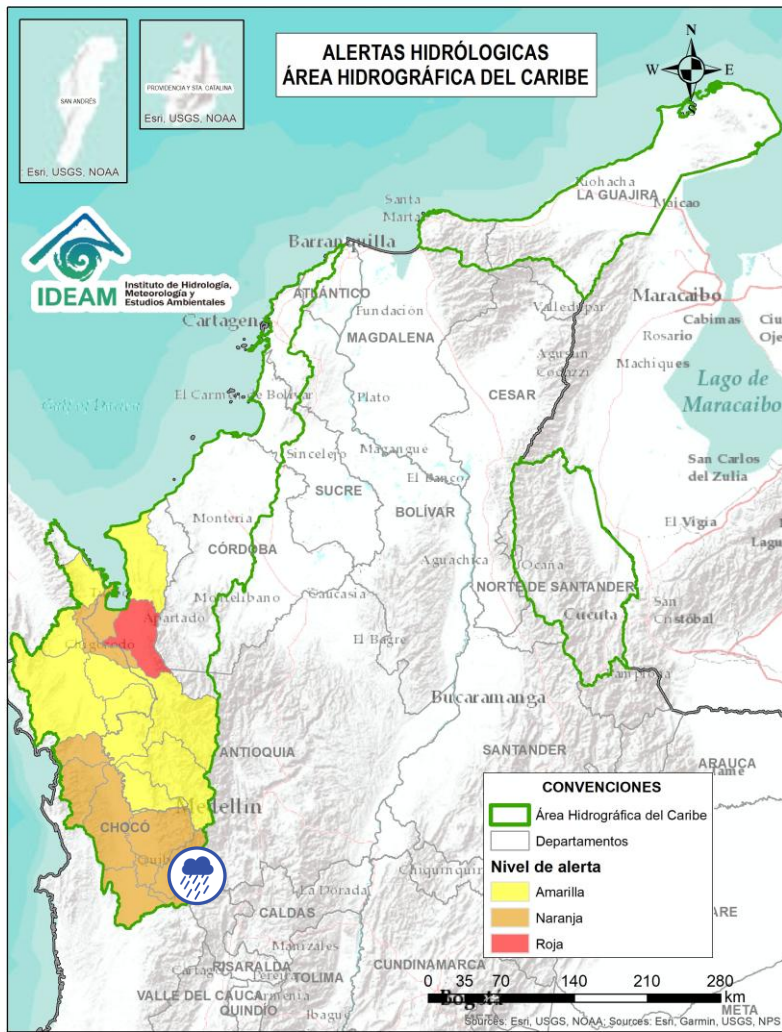 ALERTAS HIDRÓLOGICAS
ÁREA HIDROGRÁFICA DEL CARIBE
N
W
E
S
SAN ANDRÉS
Esri, USGS, NOAA
PROVIDENCIA Y STA. CATALINA
Esri, USGS, NOAA
IDEAM
Instituto de Hidrología,
Meteorología y
Estudios Ambientales
Riohacha
LA GUAJIRA
Maicao
Santa
Marta
Barranquilla
ATLÁNTICO
Cartagena
Fundación
MAGDALENA
Valledupar
Maracaibo
Cabimas
Rosario
Machiques
Agustín
Codazzi
CESAR
Lago de
Maracaibo
El Carmen de Bolívar
Plato
Sincelejo
Magangue
SUCRE
El Banco
BOLÍVAR
San Carlos
del Zulia
El Vigía
Montería
CÓRDOBA
Aguachica
Ocaña
NORTE DE SANTANDER
Cúcuta
San
Cristóbal
Montelíbano
Caucasia
Apartado
Chigorodo
El Bagre
Pamplona
Bucaramanga
ANTIOQUIA
SANTANDER
ARAUCA
Medellín
CHOCÓ
La Dorada
CALDAS
Manizales
RISARALDA
TOLIMA
CUNDINAMARCA
VALLE DEL CAUCA
Armenia
QUINDÍO
Ibague
Bogotá
META
META
CONVENCIONES
Área Hidrográfica del Caribe
Departamentos
Nivel de alerta
Amarilla
Naranja
Roja
0 35 70 140 210 280
km
Sources: Esri, USGS, NOAA; Sources: Esri, Garmin, USGS, NPS